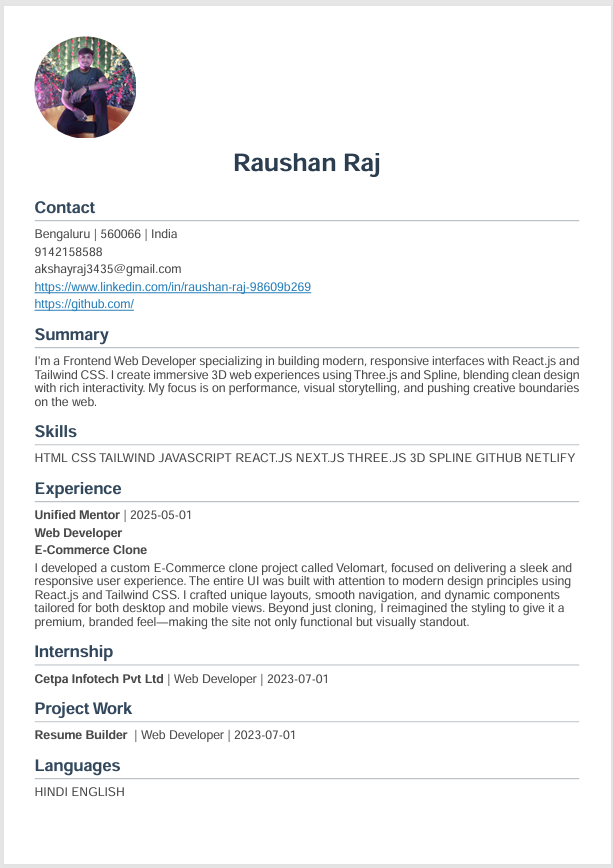 Raushan Raj
Contact
Bengaluru | 560066 | India
9142158588
akshayraj3435@gmail.com
https://www.linkedin.com/in/raushan-raj-98609b269
https://github.com/
Summary
I'm a Frontend Web Developer specializing in building modern, responsive interfaces with React.js and
Tailwind CSS. I create immersive 3D web experiences using Three.js and Spline, blending clean design
with rich interactivity. My focus is on performance, visual storytelling, and pushing creative boundaries
on the web.
Skills
HTML CSS TAILWIND JAVASCRIPT REACT.JS NEXT.JS THREE.JS 3D SPLINE GITHUB NETLIFY
Experience
Unified Mentor | 2025-05-01
Web Developer
E-Commerce Clone
I developed a custom E-Commerce clone project called Velomart, focused on delivering a sleek and
responsive user experience. The entire UI was built with attention to modern design principles using
React.js and Tailwind CSS. I crafted unique layouts, smooth navigation, and dynamic components
tailored for both desktop and mobile views. Beyond just cloning, I reimagined the styling to give it a
premium, branded feel—making the site not only functional but visually standout.
Internship
Cetpa Infotech Pvt Ltd | Web Developer | 2023-07-01
Project Work
Resume Builder | Web Developer | 2023-07-01
Languages
HINDI ENGLISH